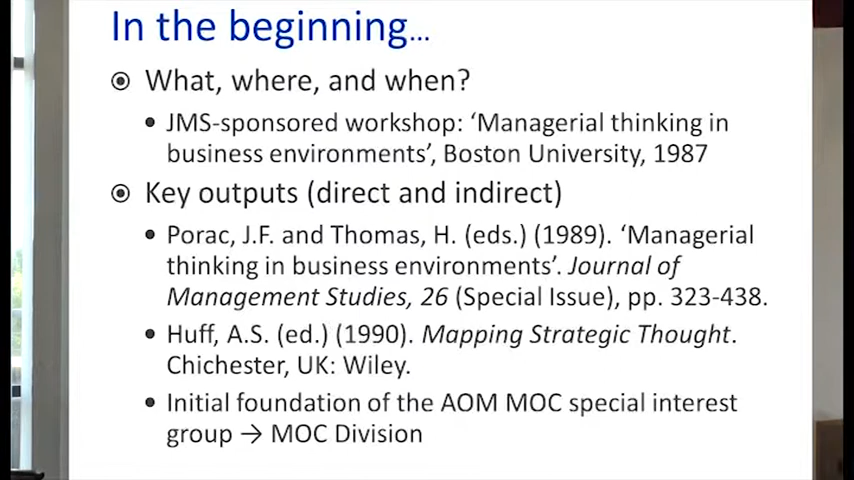 In the beginning...
What, where, and when?
JMS-sponsored workshop: ‘Managerial thinking in
business environments’, Boston University, 1987
Key outputs (direct and indirect)
Porac, J.F. and Thomas, H. (eds.) (1989). ‘Managerial
thinking in business environments’. Journal of
Management Studies, 26 (Special Issue), pp. 323-438.
Huff, A.S. (ed.) (1990). Mapping Strategic Thought.
Chichester, UK: Wiley.
Initial foundation of the AOM MOC special interest
group → MOC Division